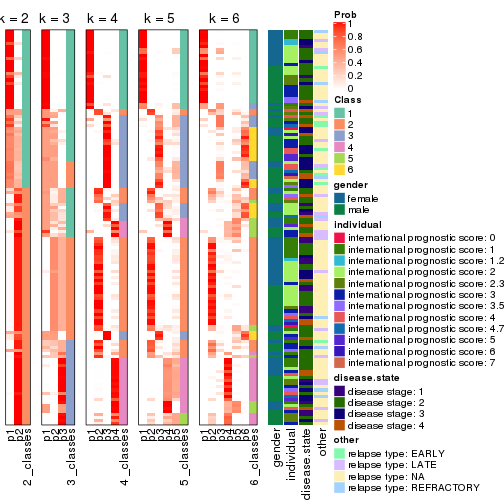 k = 2
k = 3
k = 4
k = 5
k = 6
p1
p2
2_classes
p1
p2
p3
3_classes
p1
p2
p3
p4
4_classes
p1
p2
p3
p4
p5
5_classes
p1
p2
p3
p4
p5
p6
6_classes
gender
individual
disease.state
other
Prob
1
0.8
0.6
0.4
0.2
0
Class
1
2
3
4
5
6
gender
female
male
individual
international prognostic score: 0
international prognostic score: 1
international prognostic score: 1.2
international prognostic score: 2
international prognostic score: 2.3
international prognostic score: 3
international prognostic score: 3.5
international prognostic score: 4
international prognostic score: 4.7
international prognostic score: 5
international prognostic score: 6
international prognostic score: 7
disease.state
disease stage: 1
disease stage: 2
disease stage: 3
disease stage: 4
other
relapse type: EARLY
relapse type: LATE
relapse type: NA
relapse type: REFRACTORY